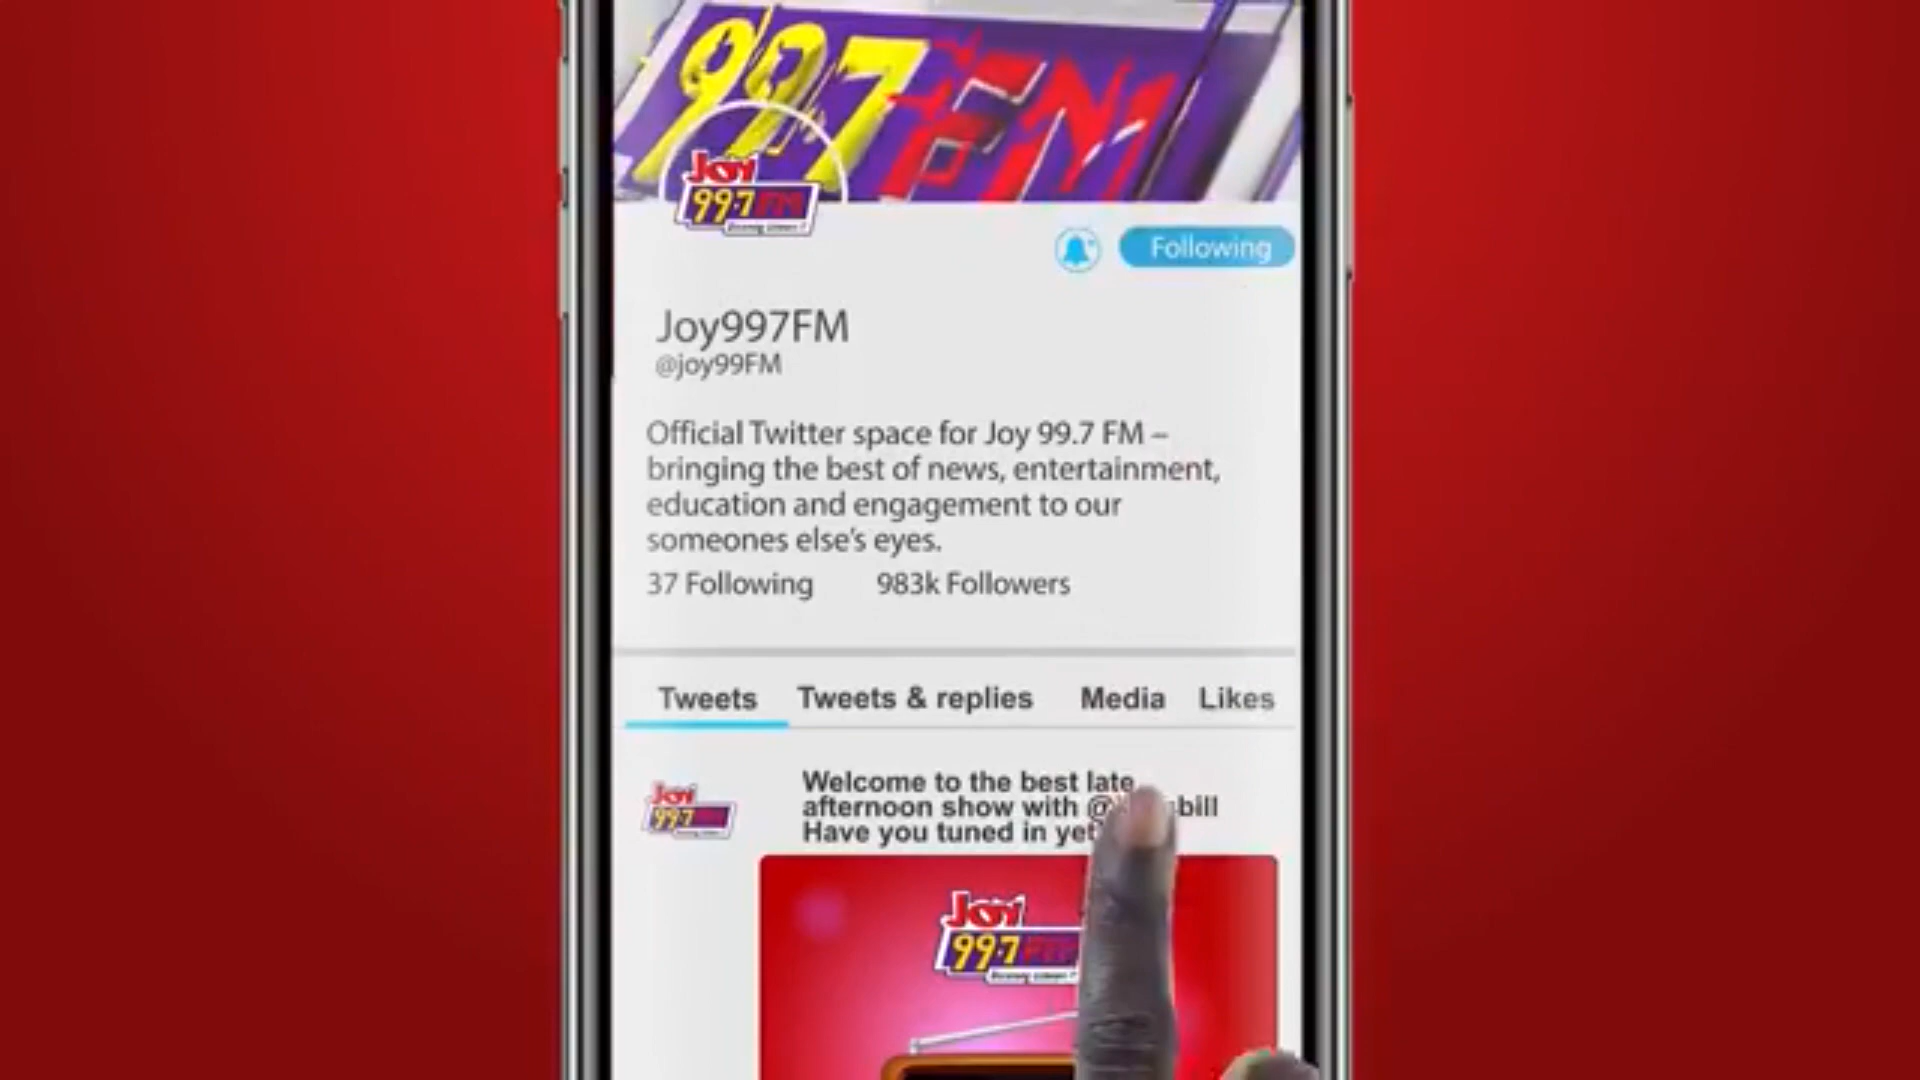 99.7 FM
Joy
99.7 FM
Following
Joy997FM
@joy99FM
Official Twitter space for Joy 99.7 FM –
bringing the best of news, entertainment,
education and engagement to our
someones else's eyes.
37 Following 983k Followers
Tweets Tweets & replies Media Likes
Joy
99.7 FM
Welcome to the best late
afternoon show with @ bill
Have you tuned in yet
Joy
99.7 FM